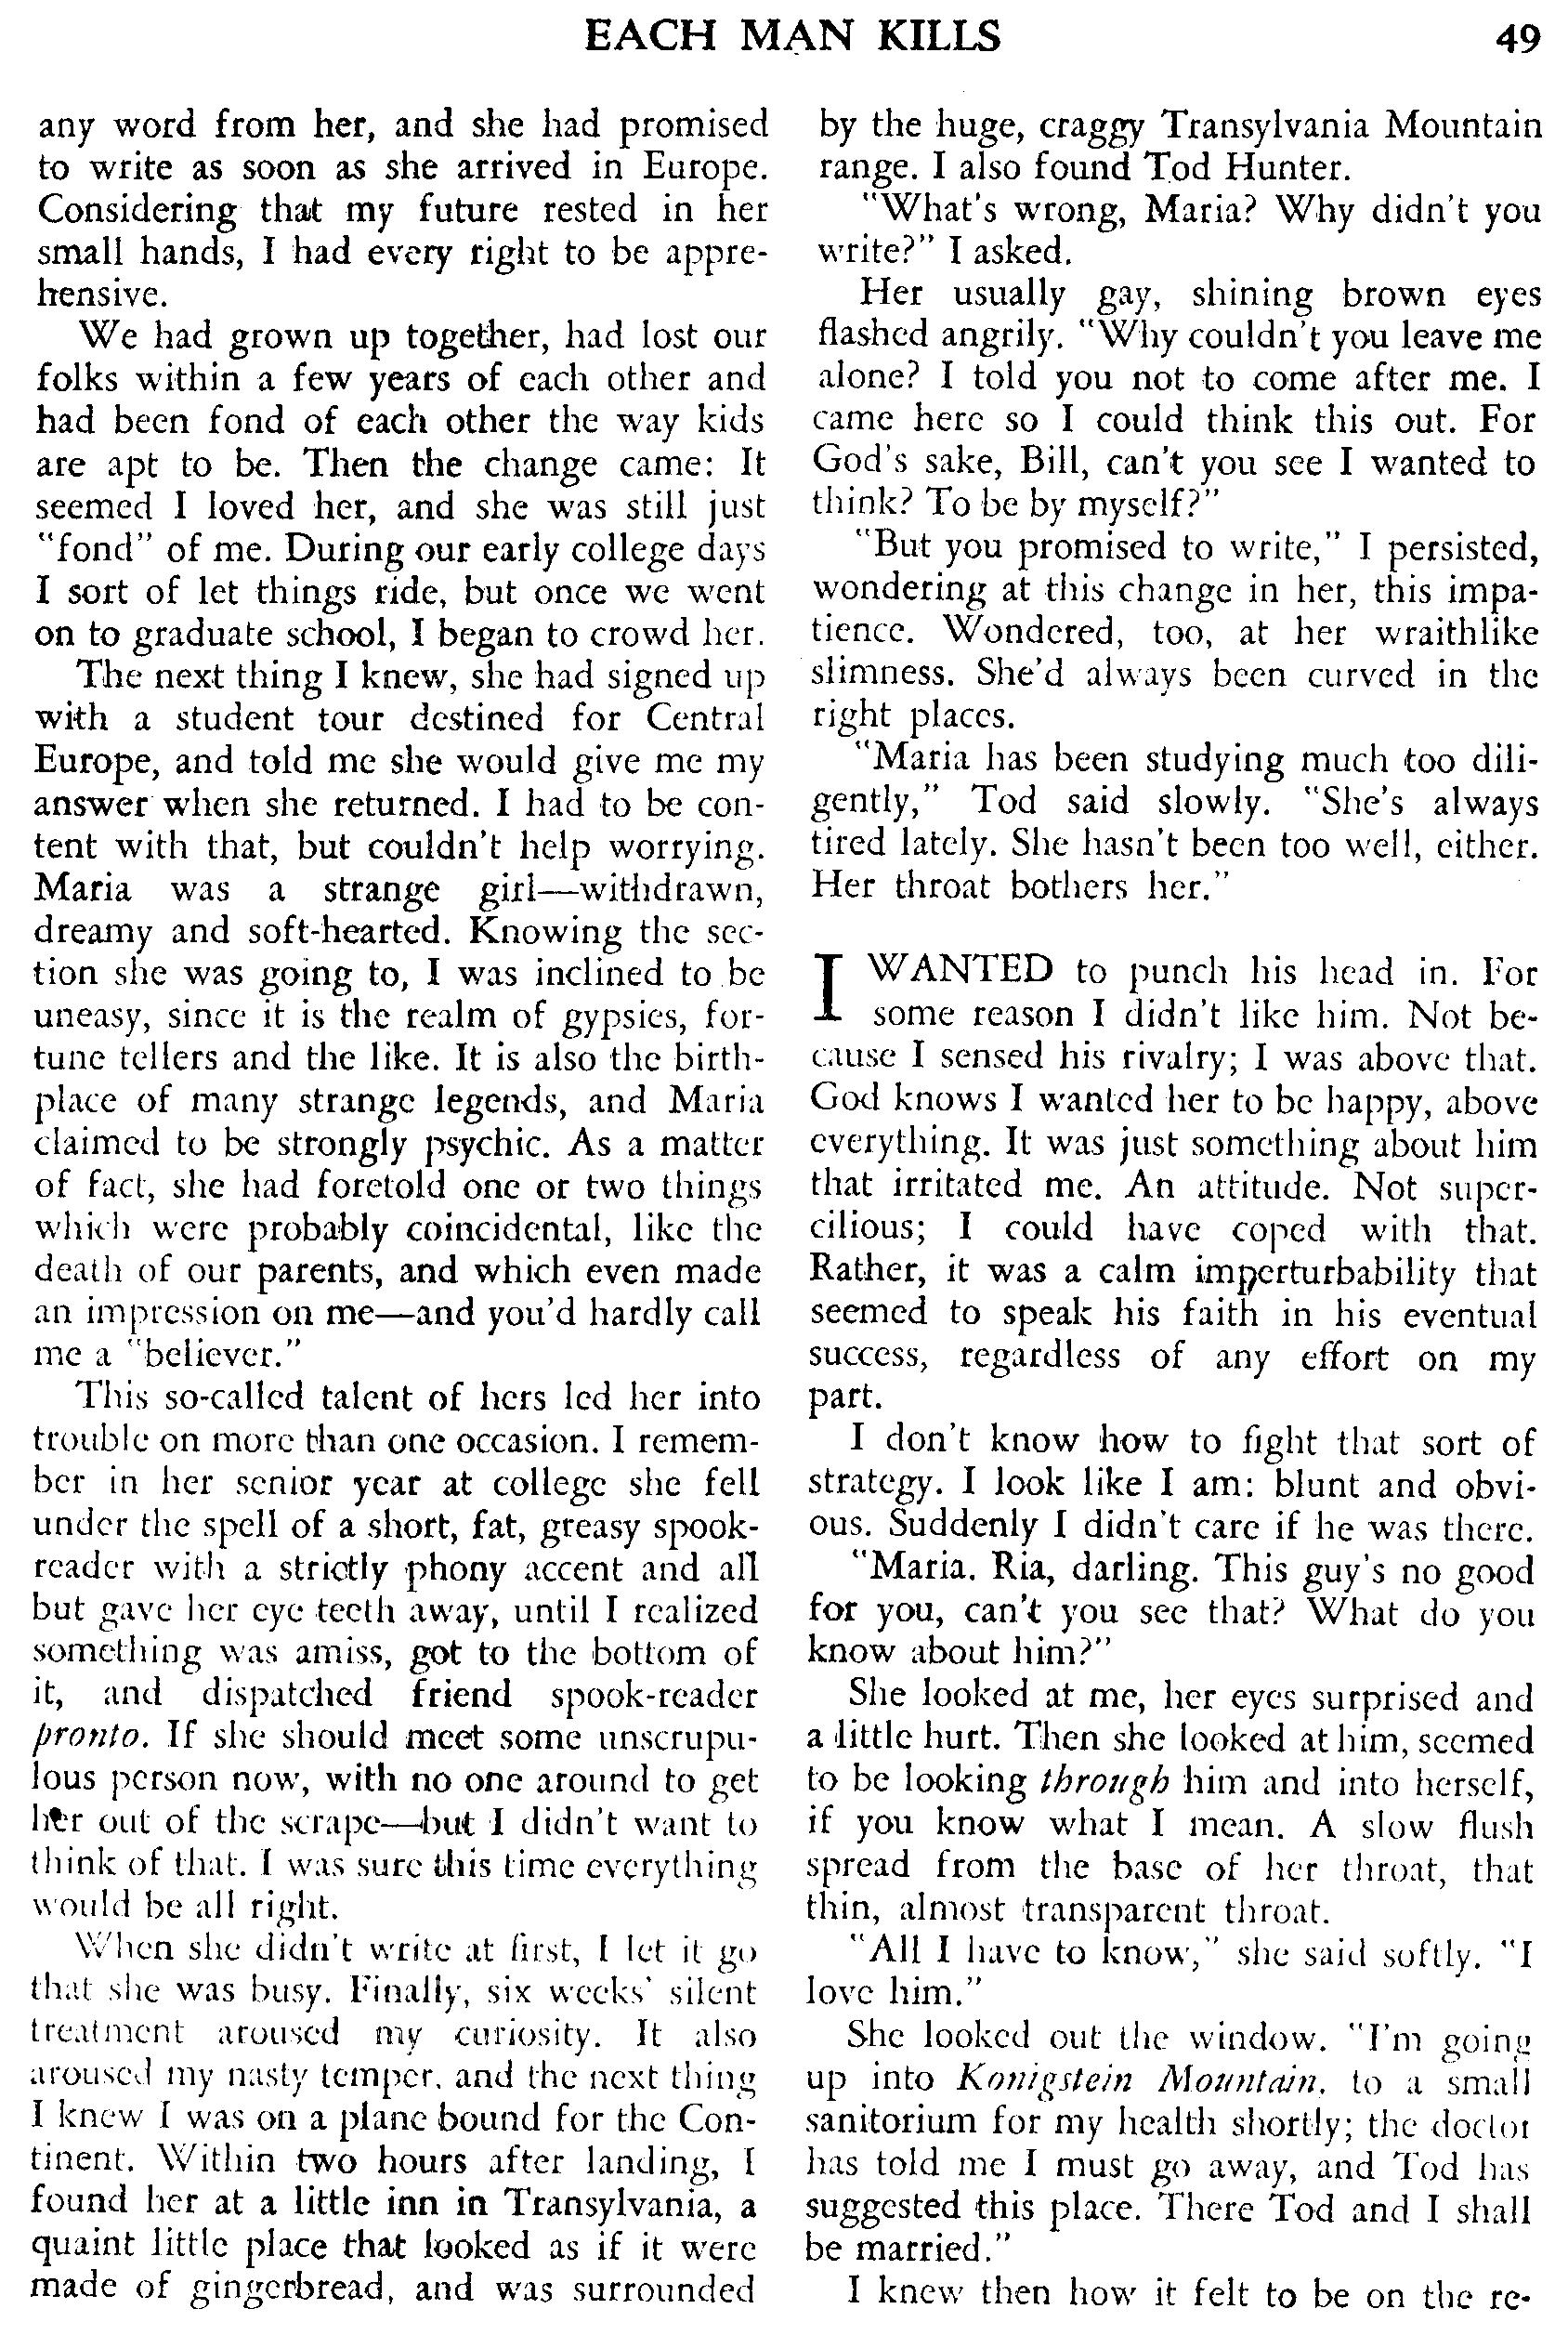 EACH MAN KILLS
49
any word from her, and she had promised
to write as soon as she arrived in Europe.
Considering that my future rested in her
small hands, I had every right to be appre-
hensive.
We had grown up together, had lost our
folks within a few years of each other and
had been fond of each other the way kids
are apt to be. Then the change came: It
seemed I loved her, and she was still just
"fond" of me. During our early college days
I sort of let things ride, but once we went
on to graduate school, I began to crowd her.
The next thing I knew, she had signed up
with a student tour destined for Central
Europe, and told me she would give me my
answer when she returned. I had to be con-
tent with that, but couldn't help worrying.
Maria was a strange girl—withdrawn,
dreamy and soft-hearted. Knowing the sec-
tion she was going to, I was inclined to be
uneasy, since it is the realm of gypsies, for-
tune tellers and the like. It is also the birth-
place of many strange legends, and Maria
claimed to be strongly psychic. As a matter
of fact, she had foretold one or two things
which were probably coincidental, like the
death of our parents, and which even made
an impression on me—and you'd hardly call
me a "believer."
This so-called talent of hers led her into
trouble on more than one occasion. I remem-
ber in her senior year at college she fell
under the spell of a short, fat, greasy spook-
reader with a strictly phony accent and all
but gave her eye teeth away, until I realized
something was amiss, got to the bottom of
it, and dispatched friend spook-reader
pronto. If she should meet some unscrupu-
lous person now, with no one around to get
her out of the scrape—but I didn't want to
think of that. I was sure this time everything
would be all right.
When she didn't write at first, I let it go
that she was busy. Finally, six weeks' silent
treatment aroused my curiosity. It also
aroused my nasty temper, and the next thing
I knew I was on a plane bound for the Con-
tinent. Within two hours after landing, I
found her at a little inn in Transylvania, a
quaint little place that looked as if it were
made of gingerbread, and was surrounded
by the huge, craggy Transylvania Mountain
range. I also found Tod Hunter.
"What's wrong, Maria? Why didn't you
write?" I asked.
Her usually gay, shining brown eyes
flashed angrily. "Why couldn't you leave me
alone? I told you not to come after me. I
came here so I could think this out. For
God's sake, Bill, can't you see I wanted to
think? To be by myself?"
"But you promised to write," I persisted,
wondering at this change in her, this impa-
tience. Wondered, too, at her wraithlike
slimness. She'd always been curved in the
right places.
"Maria has been studying much too dili-
gently," Tod said slowly. "She's always
tired lately. She hasn't been too well, either.
Her throat bothers her."
I WANTED to punch his head in. For
some reason I didn't like him. Not be-
cause I sensed his rivalry; I was above that.
God knows I wanted her to be happy, above
everything. It was just something about him
that irritated me. An attitude. Not super-
cilious; I could have coped with that.
Rather, it was a calm imperturbability that
seemed to speak his faith in his eventual
success, regardless of any effort on my
part.
I don't know how to fight that sort of
strategy. I look like I am: blunt and obvi-
ous. Suddenly I didn't care if he was there.
"Maria. Ria, darling. This guy's no good
for you, can't you see that? What do you
know about him?"
She looked at me, her eyes surprised and
a little hurt. Then she looked at him, seemed
to be looking through him and into herself,
if you know what I mean. A slow flush
spread from the base of her throat, that
thin, almost transparent throat.
"All I have to know," she said softly. "I
love him."
She looked out the window. "I'm going
up into Konigstein Mountain, to a small
sanitorium for my health shortly; the doctor
has told me I must go away, and Tod has
suggested this place. There Tod and I shall
be married."
I knew then how it felt to be on the re-